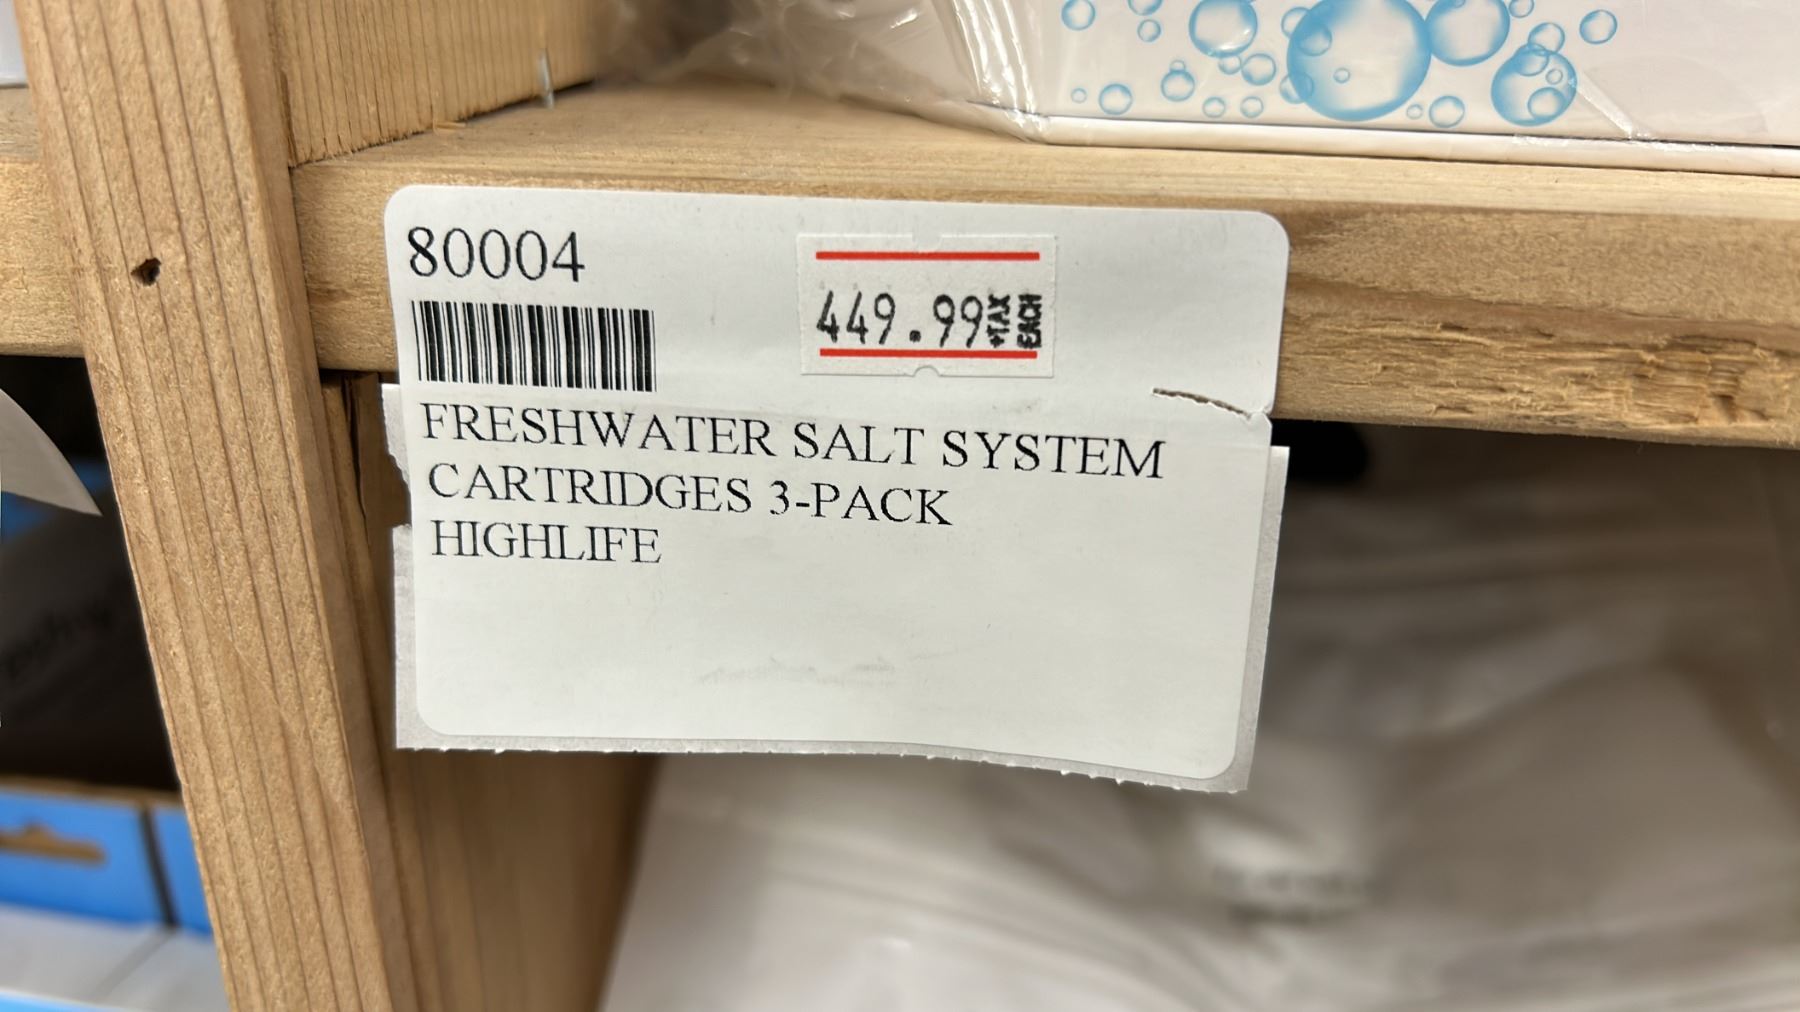 80004
449.99 +TAX EACH
FRESHWATER SALT SYSTEM
CARTRIDGES 3-PACK
HIGHLIFE